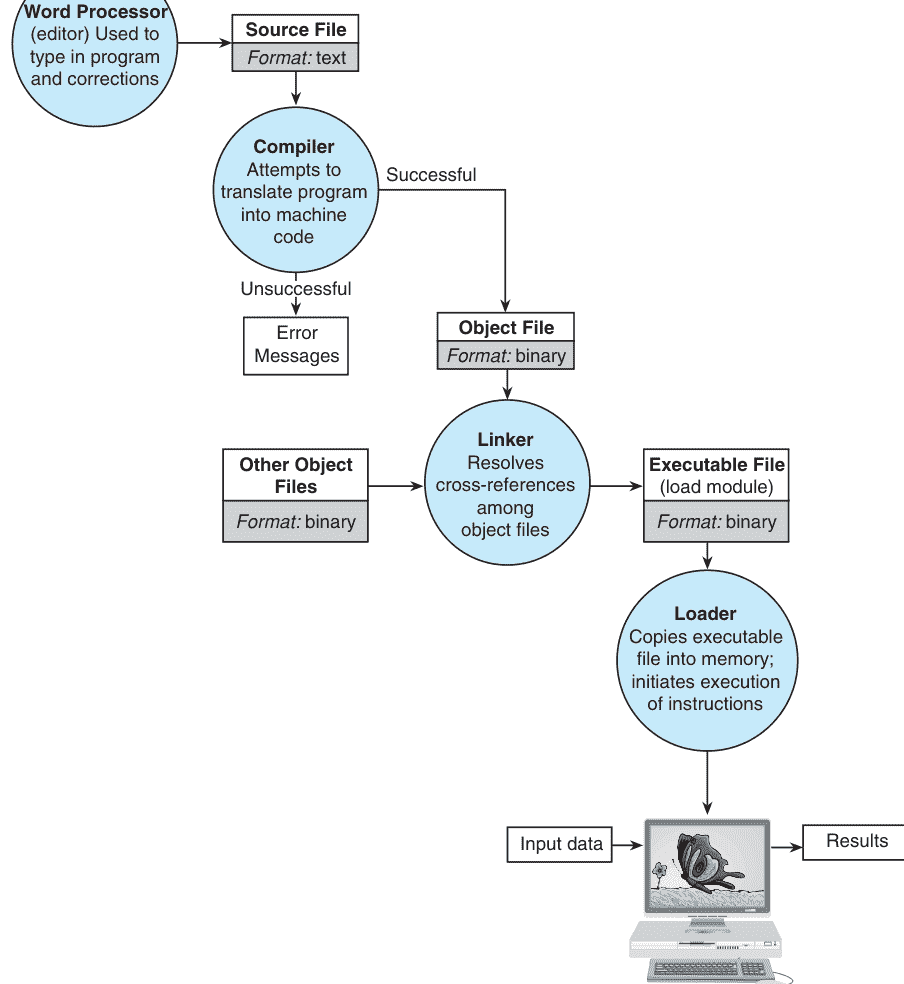 Word Processor
(editor) Used to
type in program
and corrections
Source File
Format: text
Compiler
Attempts to
translate program
into machine
code
Successful
Unsuccessful
Error
Messages
Object File
Format: binary
Linker
Resolves
cross-references
among
object files
Other Object
Files
Format: binary
Executable File
(load module)
Format: binary
Loader
Copies executable
file into memory;
initiates execution
of instructions
Input data
Results